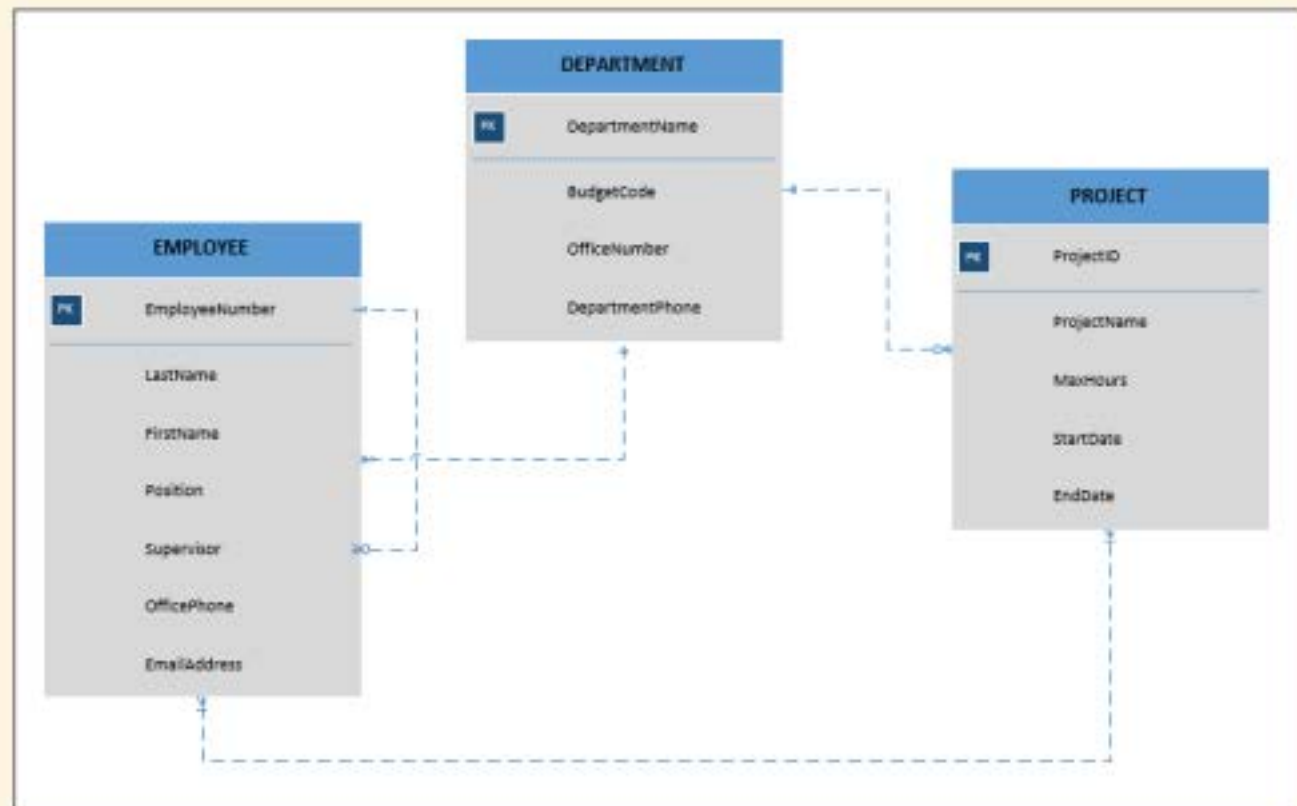 DEPARTMENT
PK DepartmentName
BudgetCode
OfficeNumber
DepartmentPhone
EMPLOYEE
PK EmployeeNumber
LastName
FirstName
Position
Supervisor
OfficePhone
EmailAddress
PROJECT
PK ProjectID
ProjectName
MaxHours
StartDate
EndDate